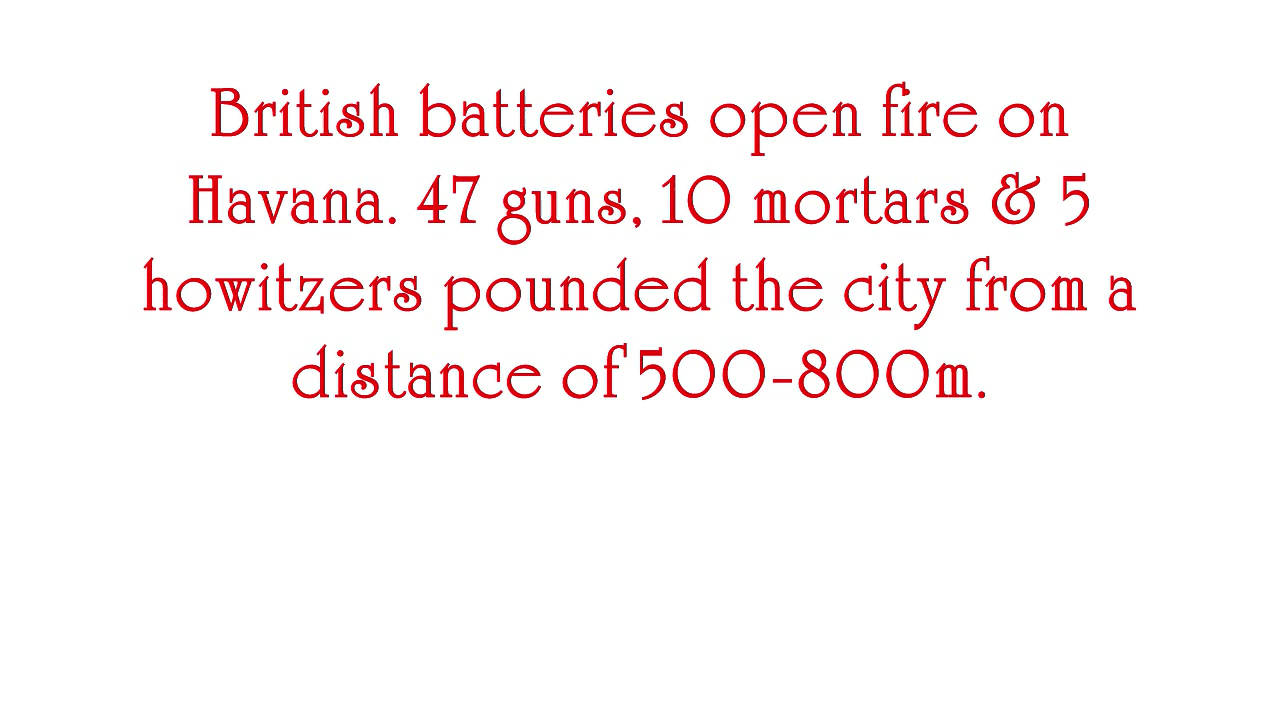 British batteries open fire on
Havana. 47 guns, 10 mortars & 5
howitzers pounded the city from a
distance of 500-800m.